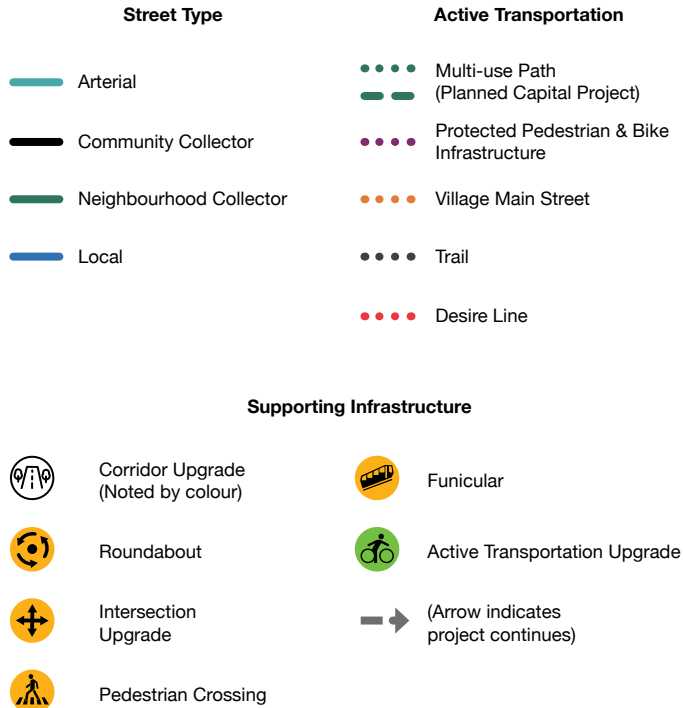 Street Type
Arterial
Community Collector
Neighbourhood Collector
Local
Active Transportation
Multi-use Path
(Planned Capital Project)
Protected Pedestrian & Bike
Infrastructure
Village Main Street
Trail
Desire Line
Supporting Infrastructure
Corridor Upgrade
(Noted by colour)
Roundabout
Intersection
Upgrade
Pedestrian Crossing
Funicular
Active Transportation Upgrade
(Arrow indicates
project continues)